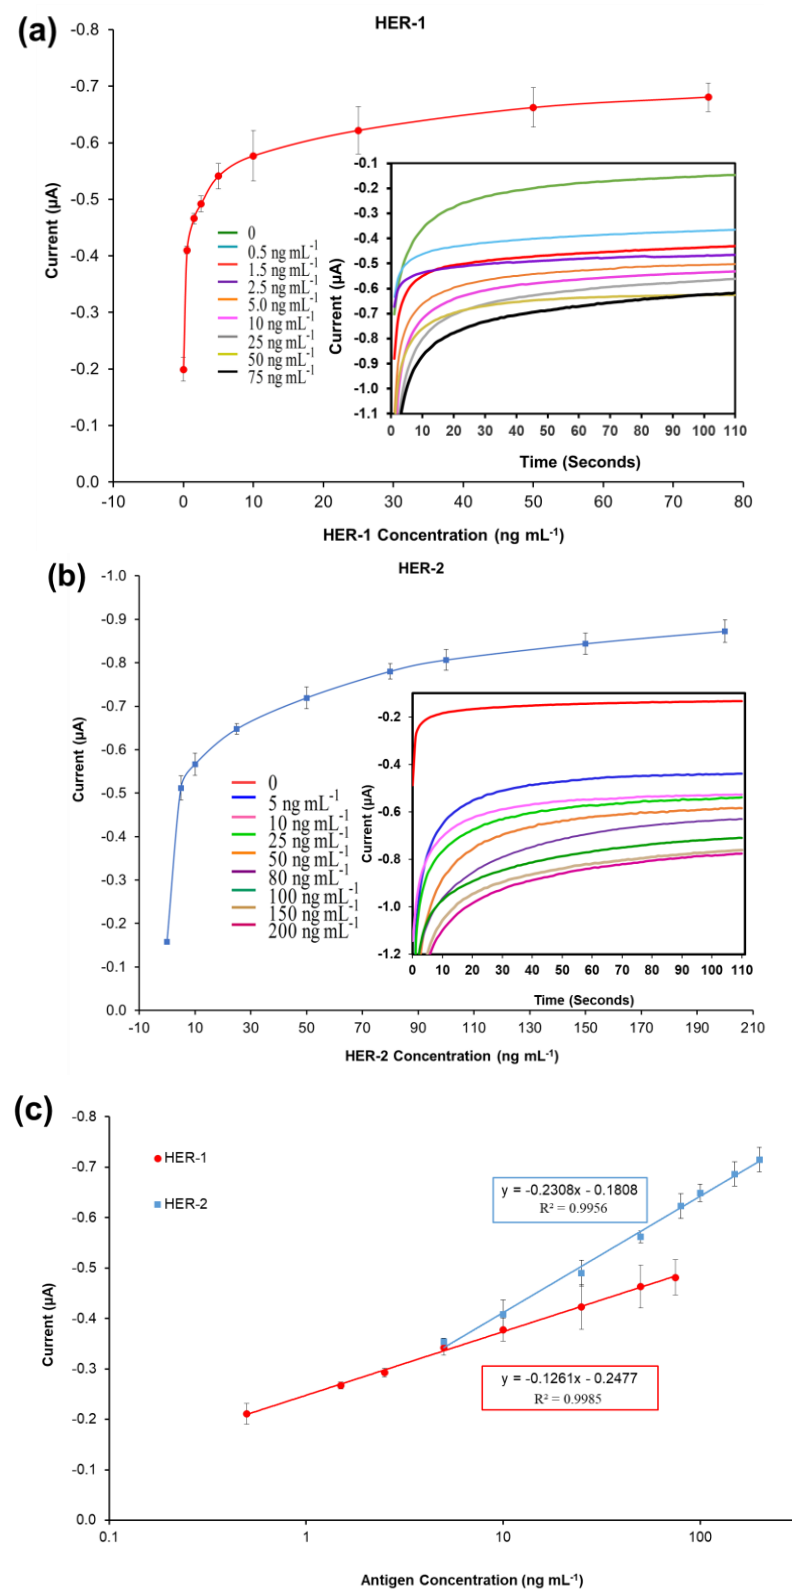 (a)
HER-1
-0.8
-0.7
-0.6
-0.5
-0.4
-0.3
-0.2
-0.1
0.0
Current (µA)
-10 0 10 20 30 40 50 60 70 80
HER-1 Concentration (ng mL-1)
0
0.5 ng mL-1
1.5 ng mL-1
2.5 ng mL-1
5.0 ng mL-1
10 ng mL-1
25 ng mL-1
50 ng mL-1
75 ng mL-1
-0.1
-0.2
-0.3
-0.4
-0.5
-0.6
-0.7
-0.8
-0.9
-1.0
-1.1
Current (µA)
0 10 20 30 40 50 60 70 80 90 100 110
Time (Seconds)
(b)
HER-2
-1.0
-0.9
-0.8
-0.7
-0.6
-0.5
-0.4
-0.3
-0.2
-0.1
0.0
Current (µA)
-10 10 30 50 70 90 110 130 150 170 190 210
HER-2 Concentration (ng mL-1)
0
5 ng mL-1
10 ng mL-1
25 ng mL-1
50 ng mL-1
80 ng mL-1
100 ng mL-1
150 ng mL-1
200 ng mL-1
-0.2
-0.4
-0.6
-0.8
-1.0
-1.2
Current (µA)
0 10 20 30 40 50 60 70 80 90 100 110
Time (Seconds)
(c)
-0.8
-0.7
-0.6
-0.5
-0.4
-0.3
-0.2
-0.1
0.0
Current (µA)
HER-1
HER-2
y = -0.2308x - 0.1808
R² = 0.9956
y = -0.1261x - 0.2477
R² = 0.9985
0.1 1 10 100
Antigen Concentration (ng mL-1)